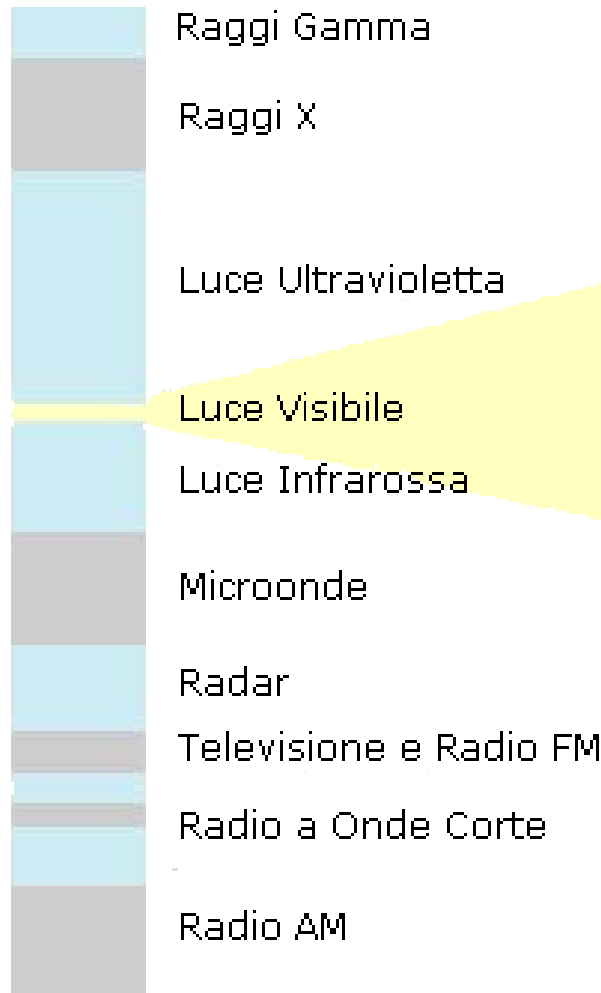 Raggi Gamma
Raggi X
Luce Ultravioletta
Luce Visibile
Luce Infrarossa
Microonde
Radar
Televisione e Radio FM
Radio a Onde Corte
Radio AM